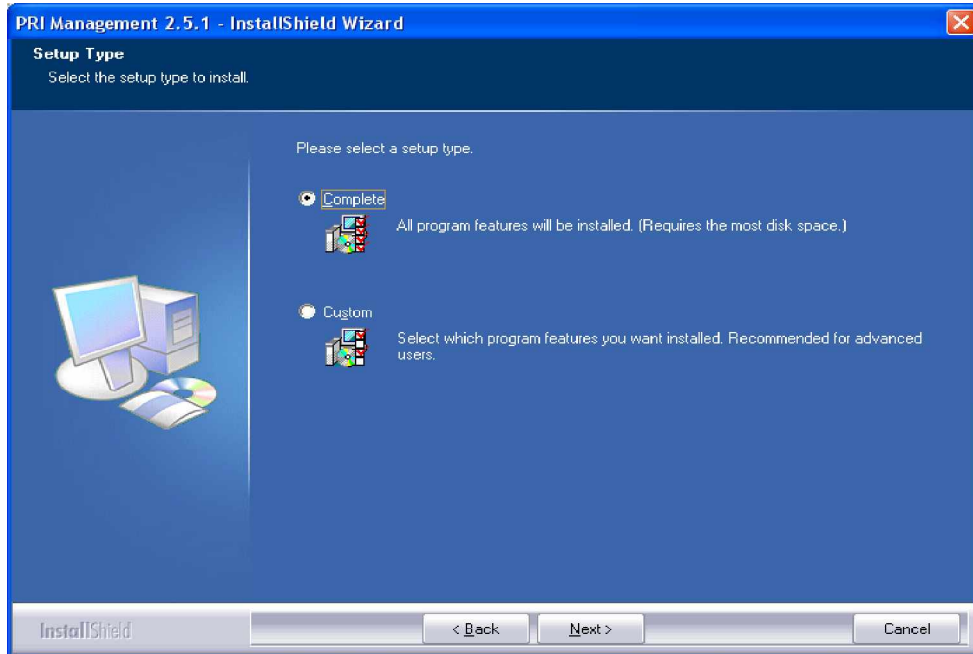 PRI Management 2.5.1 - InstallShield Wizard
Setup Type
Select the setup type to install.
Please select a setup type.
Complete
All program features will be installed. (Requires the most disk space.)
Custom
Select which program features you want installed. Recommended for advanced
users.
InstallShield
< Back
Next >
Cancel